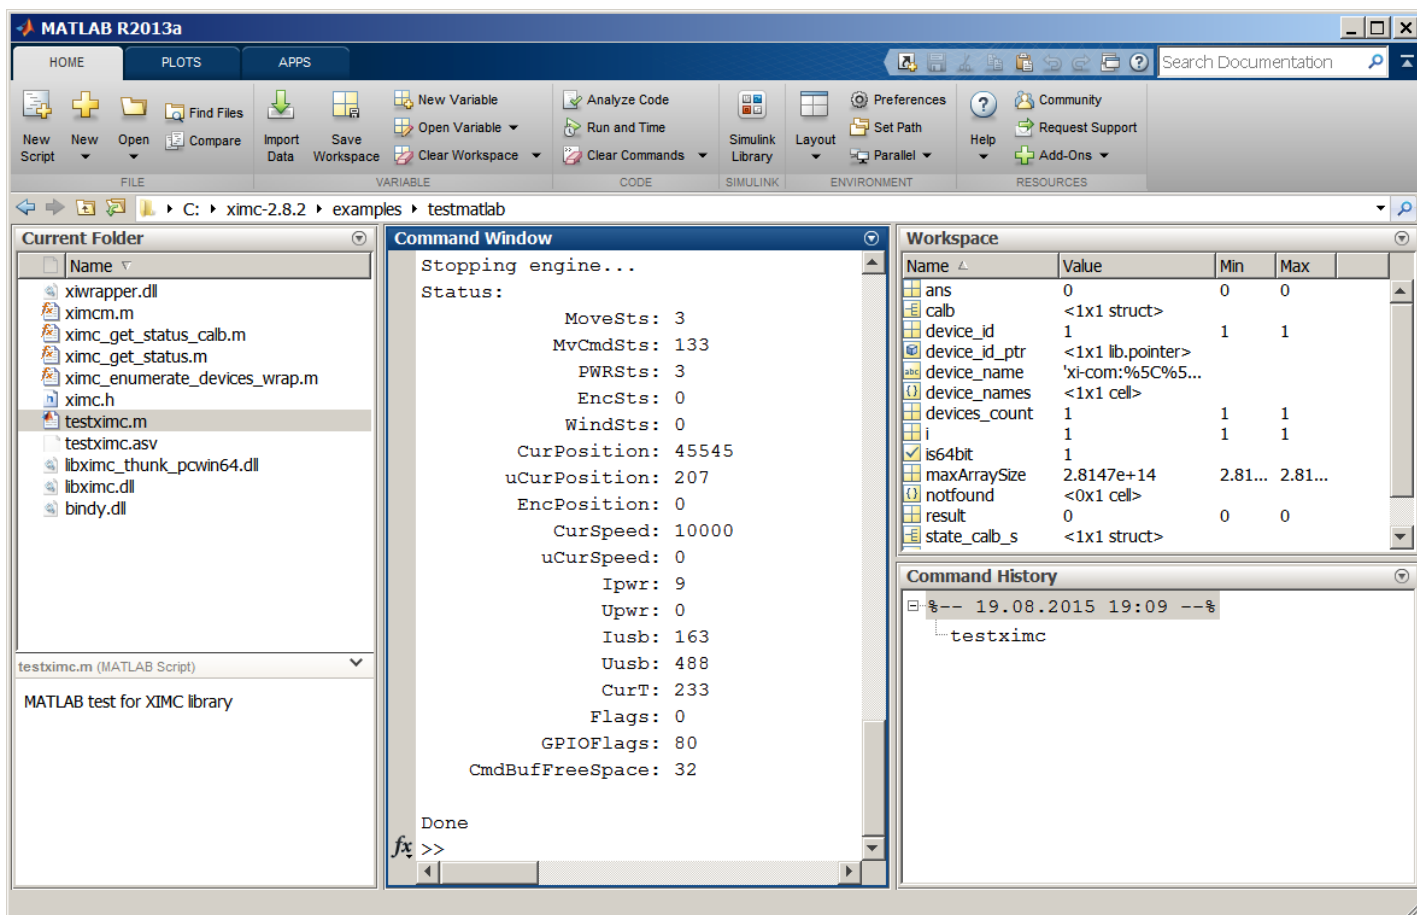 MATLAB R2013a
HOME PLOTS APPS
Search Documentation
New Script
New
Open
Find Files
Compare
FILE
Import Data
Save Workspace
New Variable
Open Variable
Clear Workspace
VARIABLE
Analyze Code
Run and Time
Clear Commands
CODE
Simulink Library
SIMULINK
Layout
Preferences
Set Path
Parallel
ENVIRONMENT
Help
Community
Request Support
Add-Ons
RESOURCES
C: ximc-2.8.2 examples testmatlab
Current Folder
Name
xiwrapper.dll
ximcm.m
ximc_get_status_calb.m
ximc_get_status.m
ximc_enumerate_devices_wrap.m
ximc.h
testximc.m
testximc.asv
libximc_thunk_pcwin64.dll
libximc.dll
bindy.dll
testximc.m (MATLAB Script)
MATLAB test for XIMC library
Command Window
Stopping engine...
Status:
MoveSts: 3
MvCmdSts: 133
PWRSts: 3
EncSts: 0
WindSts: 0
CurPosition: 45545
uCurPosition: 207
EncPosition: 0
CurSpeed: 10000
uCurSpeed: 0
Ipwr: 9
Upwr: 0
Iusb: 163
Uusb: 488
CurT: 233
Flags: 0
GPIOFlags: 80
CmdBufFreeSpace: 32
Done
fx >>
Workspace
Name Value Min Max
ans 0 0 0
calb <1x1 struct>
device_id 1 1 1
device_id_ptr <1x1 lib.pointer>
abc device_name 'xi-com:%5C%5...
device_names <1x1 cell>
devices_count 1 1 1
i 1 1 1
is64bit 1
maxArraySize 2.8147e+14 2.81... 2.81...
notfound <0x1 cell>
result 0 0 0
state_calb_s <1x1 struct>
Command History
%-- 19.08.2015 19:09 --%
testximc